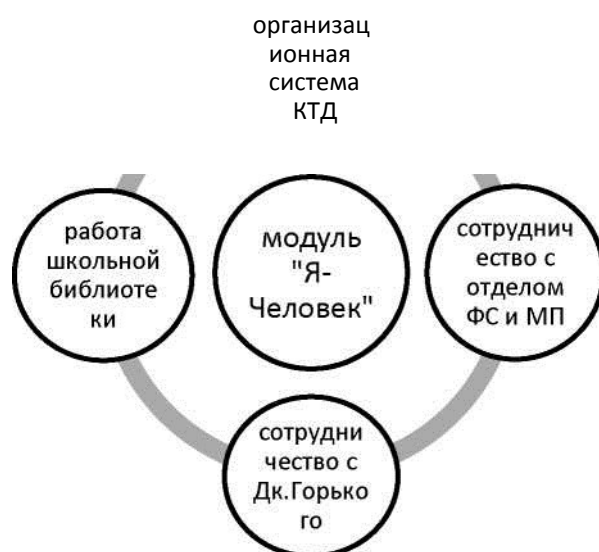 организац
ионная
система
КТД
работа
школьной
библиоте
ки
модуль
"Я-
Человек"
сотруднич
ество с
отделом
ФС и МП
сотрудни
чество с
Дк.Горько
го